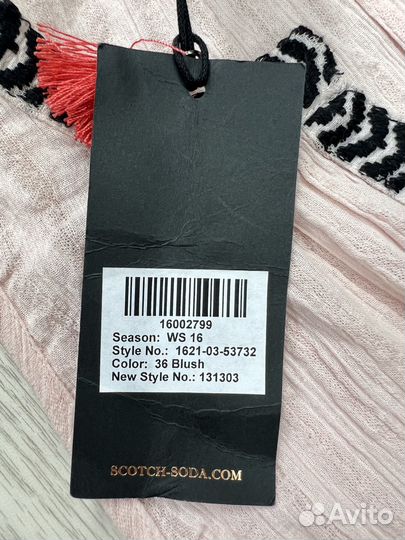 16002799
Season: WS 16
Style No.: 1621-03-53732
Color: 36 Blush
New Style No.: 131303
SCOTCH-SODA.COM
Avito